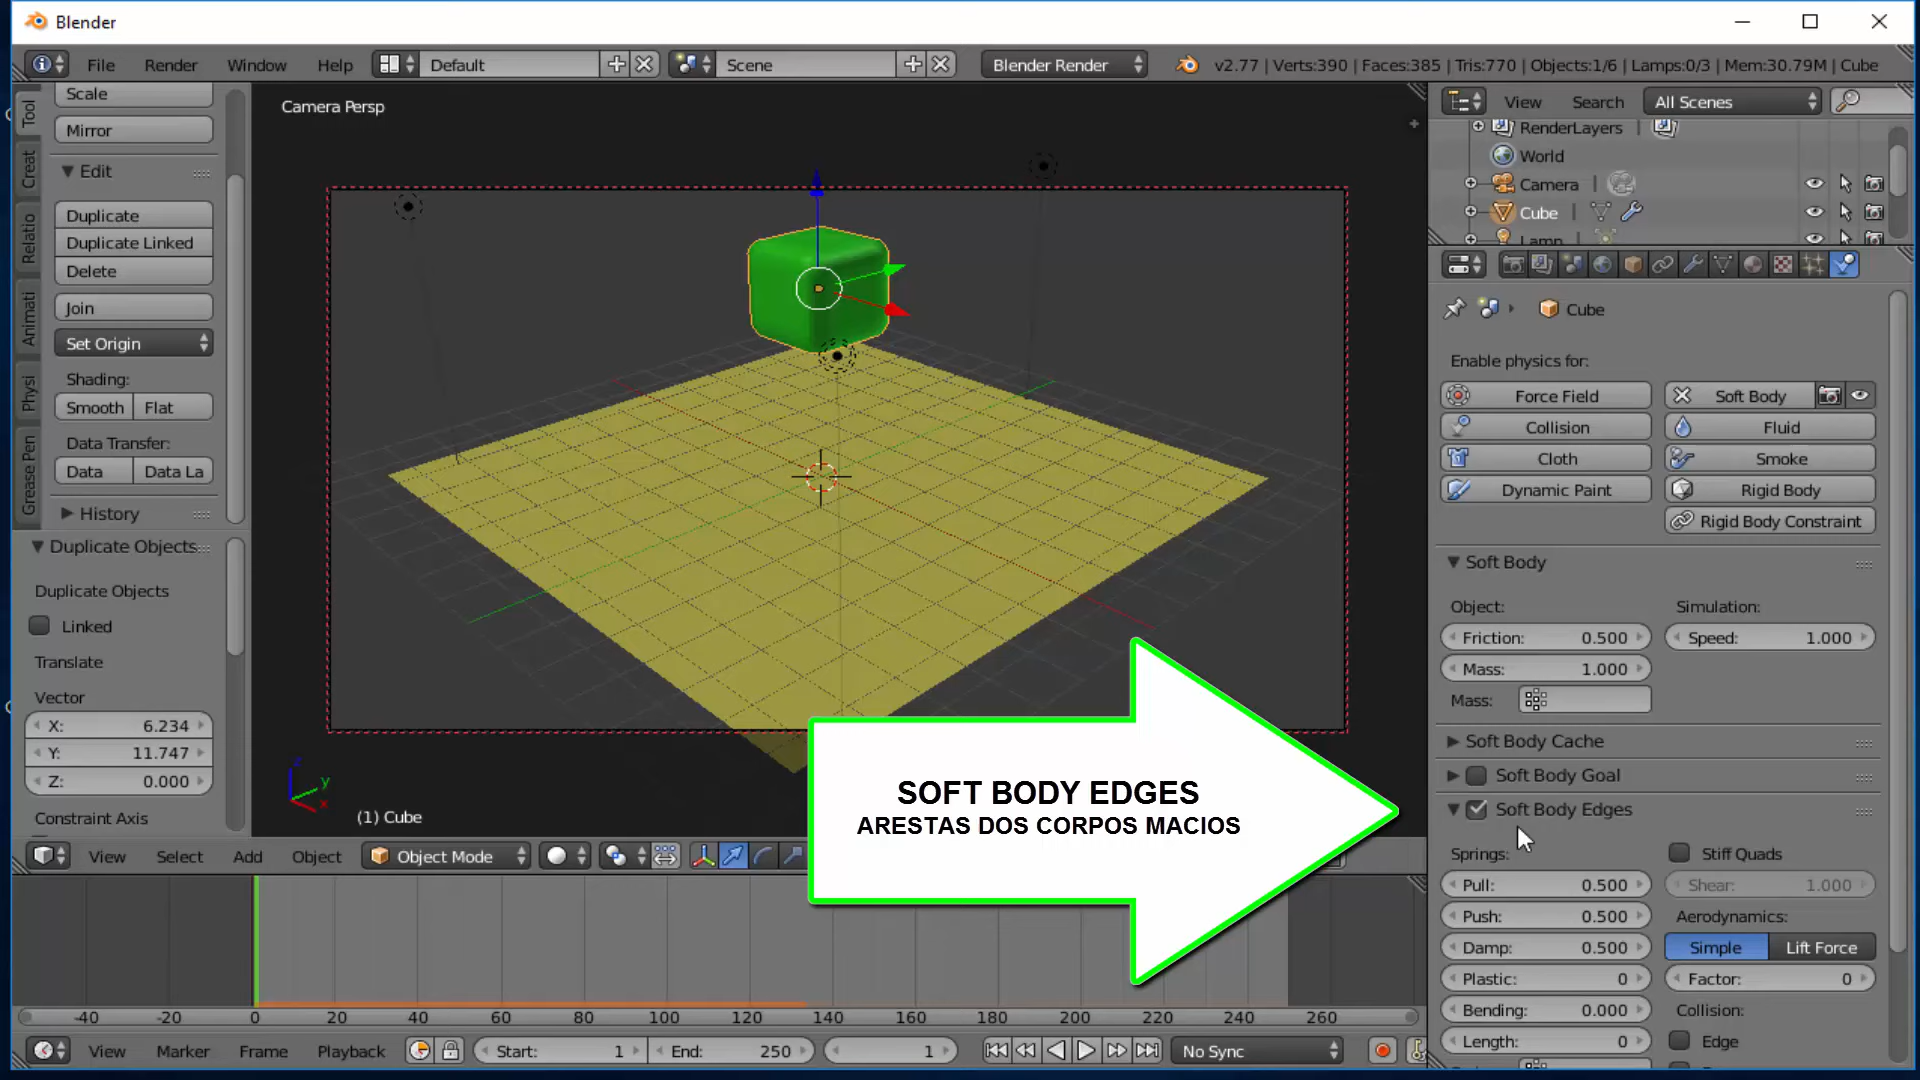 Blender
File Render Window Help Default Scene Blender Render v2.77 | Verts:390 | Faces:385 | Tris:770 | Objects:1/6 | Lamps:0/3 | Mem:30.79M | Cube
Tool
Creat
Relatio
Animati
Physi
Grease Pen
Scale
Mirror
Edit
Duplicate
Duplicate Linked
Delete
Join
Set Origin
Shading:
Smooth Flat
Data Transfer:
Data Data La
History
Duplicate Objects
Duplicate Objects
Linked
Translate
Vector
X: 6.234
Y: 11.747
Z: 0.000
Constraint Axis
Camera Persp
z
y
x
(1) Cube
SOFT BODY EDGES
ARESTAS DOS CORPOS MACIOS
View Select Add Object Object Mode
-40 -20 0 20 40 60 80 100 120 140 160 180 200 220 240 260
View Marker Frame Playback Start: 1 End: 250 1 No Sync
View Search All Scenes
RenderLayers
World
Camera
Cube
Lamp
Cube
Enable physics for:
Force Field Soft Body
Collision Fluid
Cloth Smoke
Dynamic Paint Rigid Body
Rigid Body Constraint
Soft Body
Object: Simulation:
Friction: 0.500 Speed: 1.000
Mass: 1.000
Mass:
Soft Body Cache
Soft Body Goal
Soft Body Edges
Springs: Stiff Quads
Pull: 0.500 Shear: 1.000
Push: 0.500 Aerodynamics:
Damp: 0.500 Simple Lift Force
Plastic: 0 Factor: 0
Bending: 0.000 Collision:
Length: 0 Edge